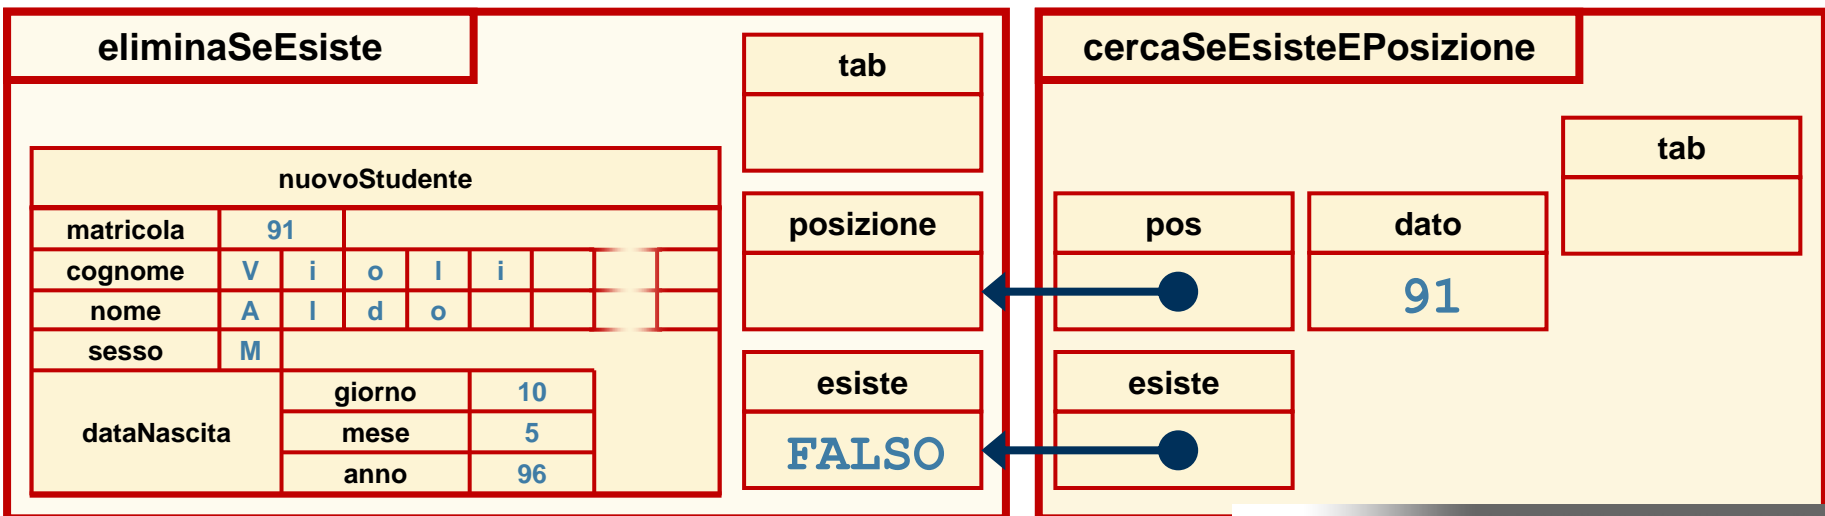 eliminaSeEsiste
tab
nuovoStudente
matricola 91
cognome V i o l i
nome A l d o
sesso M
dataNascita giorno 10
mese 5
anno 96
posizione
esiste
FALSO
cercaSeEsisteEPosizione
tab
pos dato
91
esiste